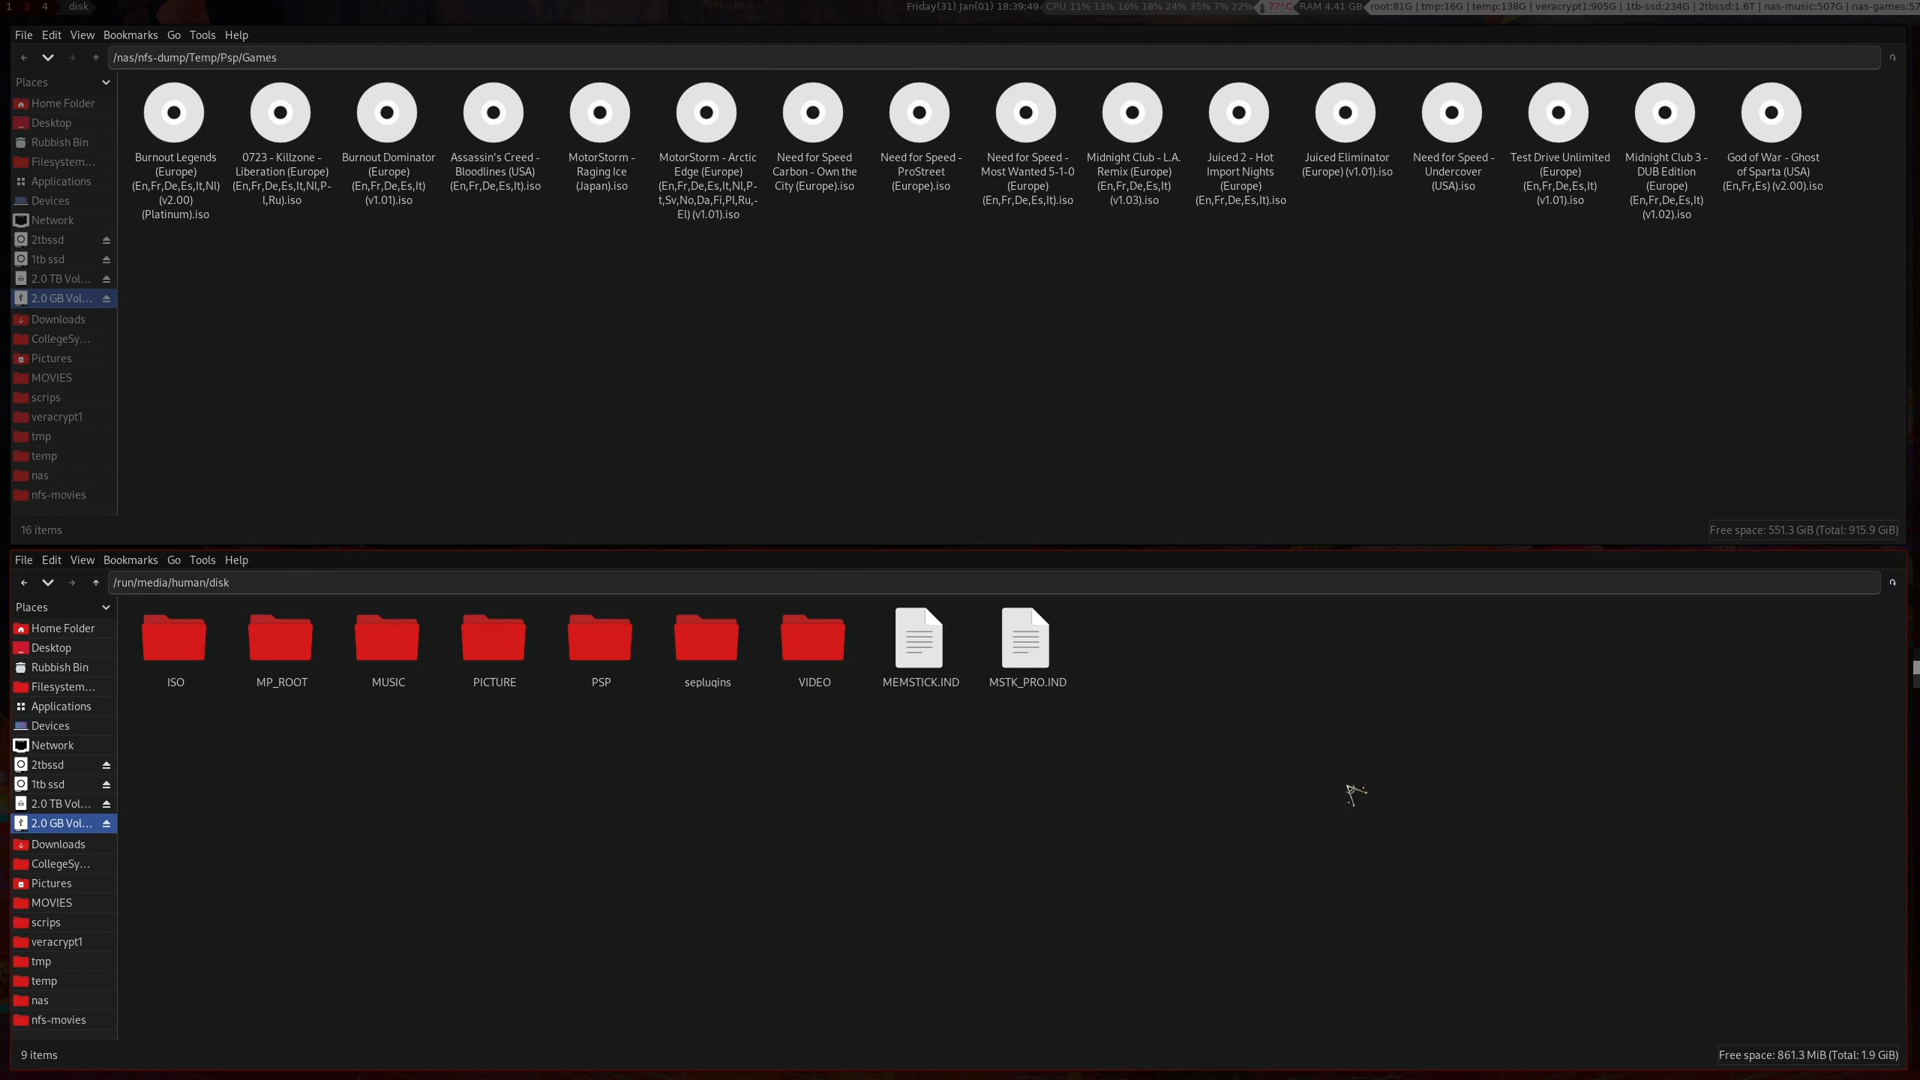 1 2 4 disk
Friday(31) Jan(01) 18:39:49 CPU 11% 13% 16% 18% 24% 35% 7% 22% 77°C RAM 4.41 GB root:81G | tmp:16G | temp:138G | veracrypt1:905G | 1tb-ssd:234G | 2tbssd:1.6T | nas-music:507G | nas-games:57
File Edit View Bookmarks Go Tools Help
/nas/nfs-dump/Temp/Psp/Games
Places
Home Folder
Desktop
Rubbish Bin
Filesystem...
Applications
Devices
Network
2tbssd
1tb ssd
2.0 TB Vol...
2.0 GB Vol...
Downloads
CollegeSy...
Pictures
MOVIES
scrips
veracrypt1
tmp
temp
nas
nfs-movies
Burnout Legends
(Europe)
(En,Fr,De,Es,It,Nl)
(v2.00)
(Platinum).iso
0723 - Killzone -
Liberation (Europe)
(En,Fr,De,Es,It,Nl,P-
l,Ru).iso
Burnout Dominator
(Europe)
(En,Fr,De,Es,It)
(v1.01).iso
Assassin's Creed -
Bloodlines (USA)
(En,Fr,De,Es,It).iso
MotorStorm -
Raging Ice
(Japan).iso
MotorStorm - Arctic
Edge (Europe)
(En,Fr,De,Es,It,Nl,P-
t,Sv,No,Da,Fi,Pl,Ru,-
El) (v1.01).iso
Need for Speed
Carbon - Own the
City (Europe).iso
Need for Speed -
ProStreet
(Europe).iso
Need for Speed -
Most Wanted 5-1-0
(Europe)
(En,Fr,De,Es,It).iso
Midnight Club - L.A.
Remix (Europe)
(En,Fr,De,Es,It)
(v1.03).iso
Juiced 2 - Hot
Import Nights
(Europe)
(En,Fr,De,Es,It).iso
Juiced Eliminator
(Europe) (v1.01).iso
Need for Speed -
Undercover
(USA).iso
Test Drive Unlimited
(Europe)
(En,Fr,De,Es,It)
(v1.01).iso
Midnight Club 3 -
DUB Edition
(Europe)
(En,Fr,De,Es,It)
(v1.02).iso
God of War - Ghost
of Sparta (USA)
(En,Fr,Es) (v2.00).iso
16 items
Free space: 551.3 GiB (Total: 915.9 GiB)
File Edit View Bookmarks Go Tools Help
/run/media/human/disk
Places
Home Folder
Desktop
Rubbish Bin
Filesystem...
Applications
Devices
Network
2tbssd
1tb ssd
2.0 TB Vol...
2.0 GB Vol...
Downloads
CollegeSy...
Pictures
MOVIES
scrips
veracrypt1
tmp
temp
nas
nfs-movies
ISO
MP_ROOT
MUSIC
PICTURE
PSP
seplugins
VIDEO
MEMSTICK.IND
MSTK_PRO.IND
9 items
Free space: 861.3 MiB (Total: 1.9 GiB)